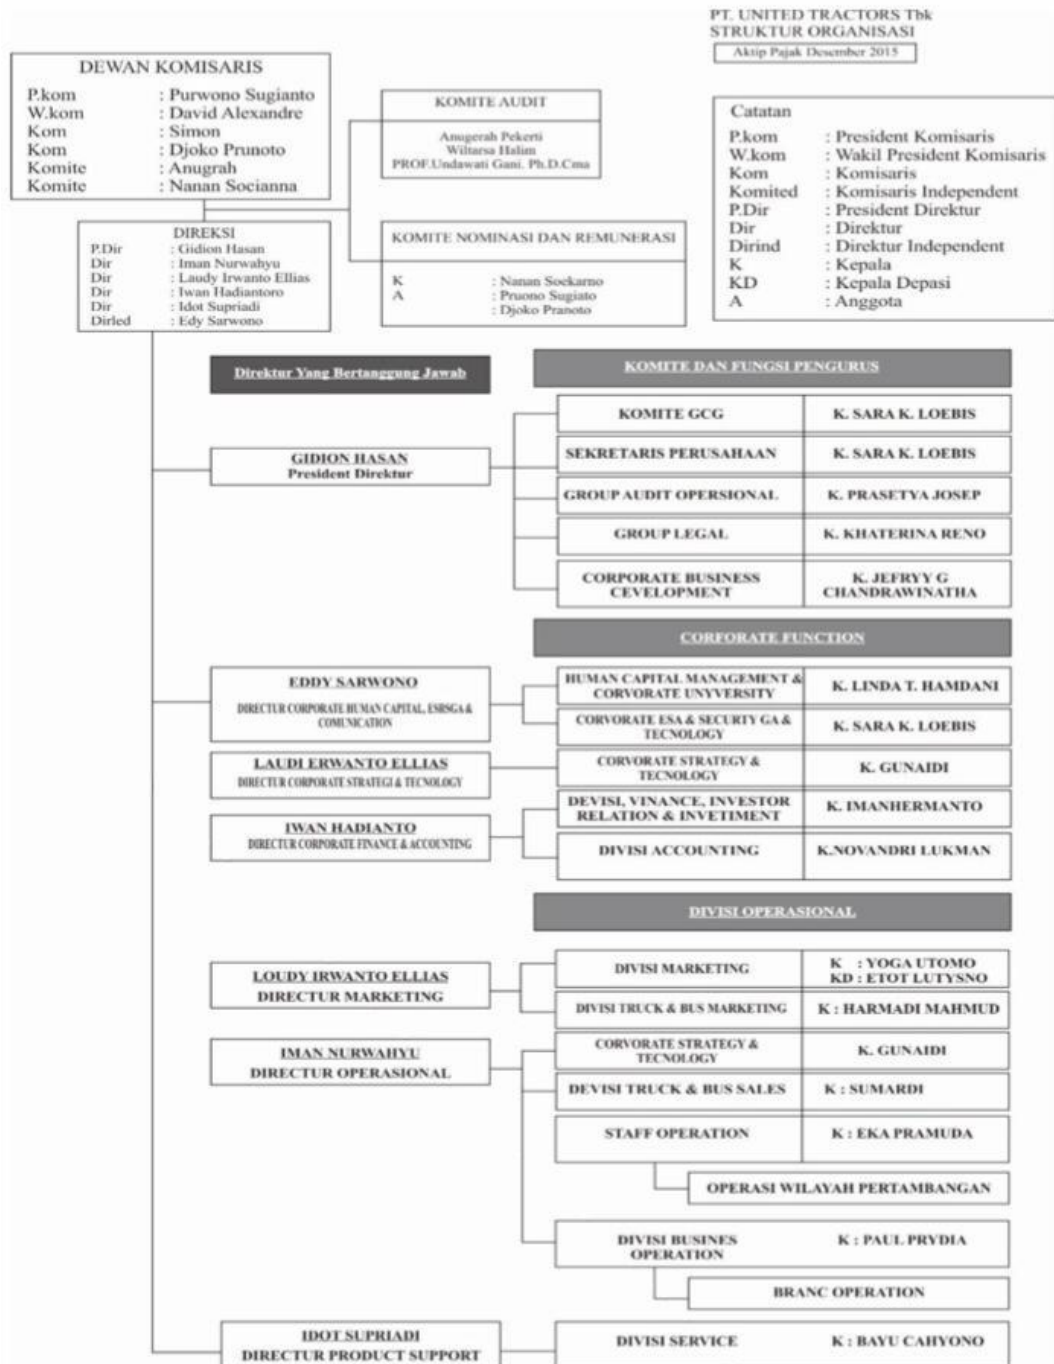 PT. UNITED TRACTORS Tbk
STRUKTUR ORGANISASI
Aktip Pajak Desember 2015
DEWAN KOMISARIS
P.kom : Purwono Sugianto
W.kom : David Alexandre
Kom : Simon
Kom : Djoko Prunoto
Komite : Anugrah
Komite : Nanan Socianna
KOMITE AUDIT
Anugerah Pekerti
Wiltarsa Halim
PROF.Undawati Gani. Ph.D.Cma
Catatan
P.kom : President Komisaris
W.kom : Wakil President Komisaris
Kom : Komisaris
Komited : Komisaris Independent
P.Dir : President Direktur
Dir : Direktur
Dirind : Direktur Independent
K : Kepala
KD : Kepala Depasi
A : Anggota
DIREKSI
P.Dir : Gidion Hasan
Dir : Iman Nurwahyu
Dir : Laudy Irwanto Ellias
Dir : Iwan Hadiantoro
Dir : Idot Supriadi
Dirled : Edy Sarwono
KOMITE NOMINASI DAN REMUNERASI
K : Nanan Soekarno
A : Pruono Sugiato
: Djoko Pranoto
Direktur Yang Bertanggung Jawab
KOMITE DAN FUNGSI PENGURUS
GIDION HASAN
President Direktur
KOMITE GCG K. SARA K. LOEBIS
SEKRETARIS PERUSAHAAN K. SARA K. LOEBIS
GROUP AUDIT OPERSIONAL K. PRASETYA JOSEP
GROUP LEGAL K. KHATERINA RENO
CORPORATE BUSINESS K. JEFRYY G
CEVELOPMENT CHANDRAWINATHA
CORFORATE FUNCTION
EDDY SARWONO
DIRECTUR CORPORATE HUMAN CAPITAL, ESRSGA &
COMUNICATION
HUMAN CAPITAL MANAGEMENT &
CORVORATE UNYVERSITY K. LINDA T. HAMDANI
CORVORATE ESA & SECURTY GA &
TECNOLOGY K. SARA K. LOEBIS
LAUDI ERWANTO ELLIAS
DIRECTUR CORPORATE STRATEGI & TECNOLOGY
CORVORATE STRATEGY &
TECNOLOGY K. GUNAIDI
IWAN HADIANTO
DIRECTUR CORPORATE FINANCE & ACCOUNTING
DEVISI, VINANCE, INVESTOR
RELATION & INVETIMENT K. IMANHERMANTO
DIVISI ACCOUNTING K.NOVANDRI LUKMAN
DIVISI OPERASIONAL
LOUDY IRWANTO ELLIAS
DIRECTUR MARKETING
DIVISI MARKETING K : YOGA UTOMO
KD : ETOT LUTYSNO
DIVISI TRUCK & BUS MARKETING K : HARMADI MAHMUD
IMAN NURWAHYU
DIRECTUR OPERASIONAL
CORVORATE STRATEGY &
TECNOLOGY K. GUNAIDI
DEVISI TRUCK & BUS SALES K : SUMARDI
STAFF OPERATION K : EKA PRAMUDA
OPERASI WILAYAH PERTAMBANGAN
DIVISI BUSINES K : PAUL PRYDIA
OPERATION
BRANC OPERATION
IDOT SUPRIADI
DIRECTUR PRODUCT SUPPORT
DIVISI SERVICE K : BAYU CAHYONO